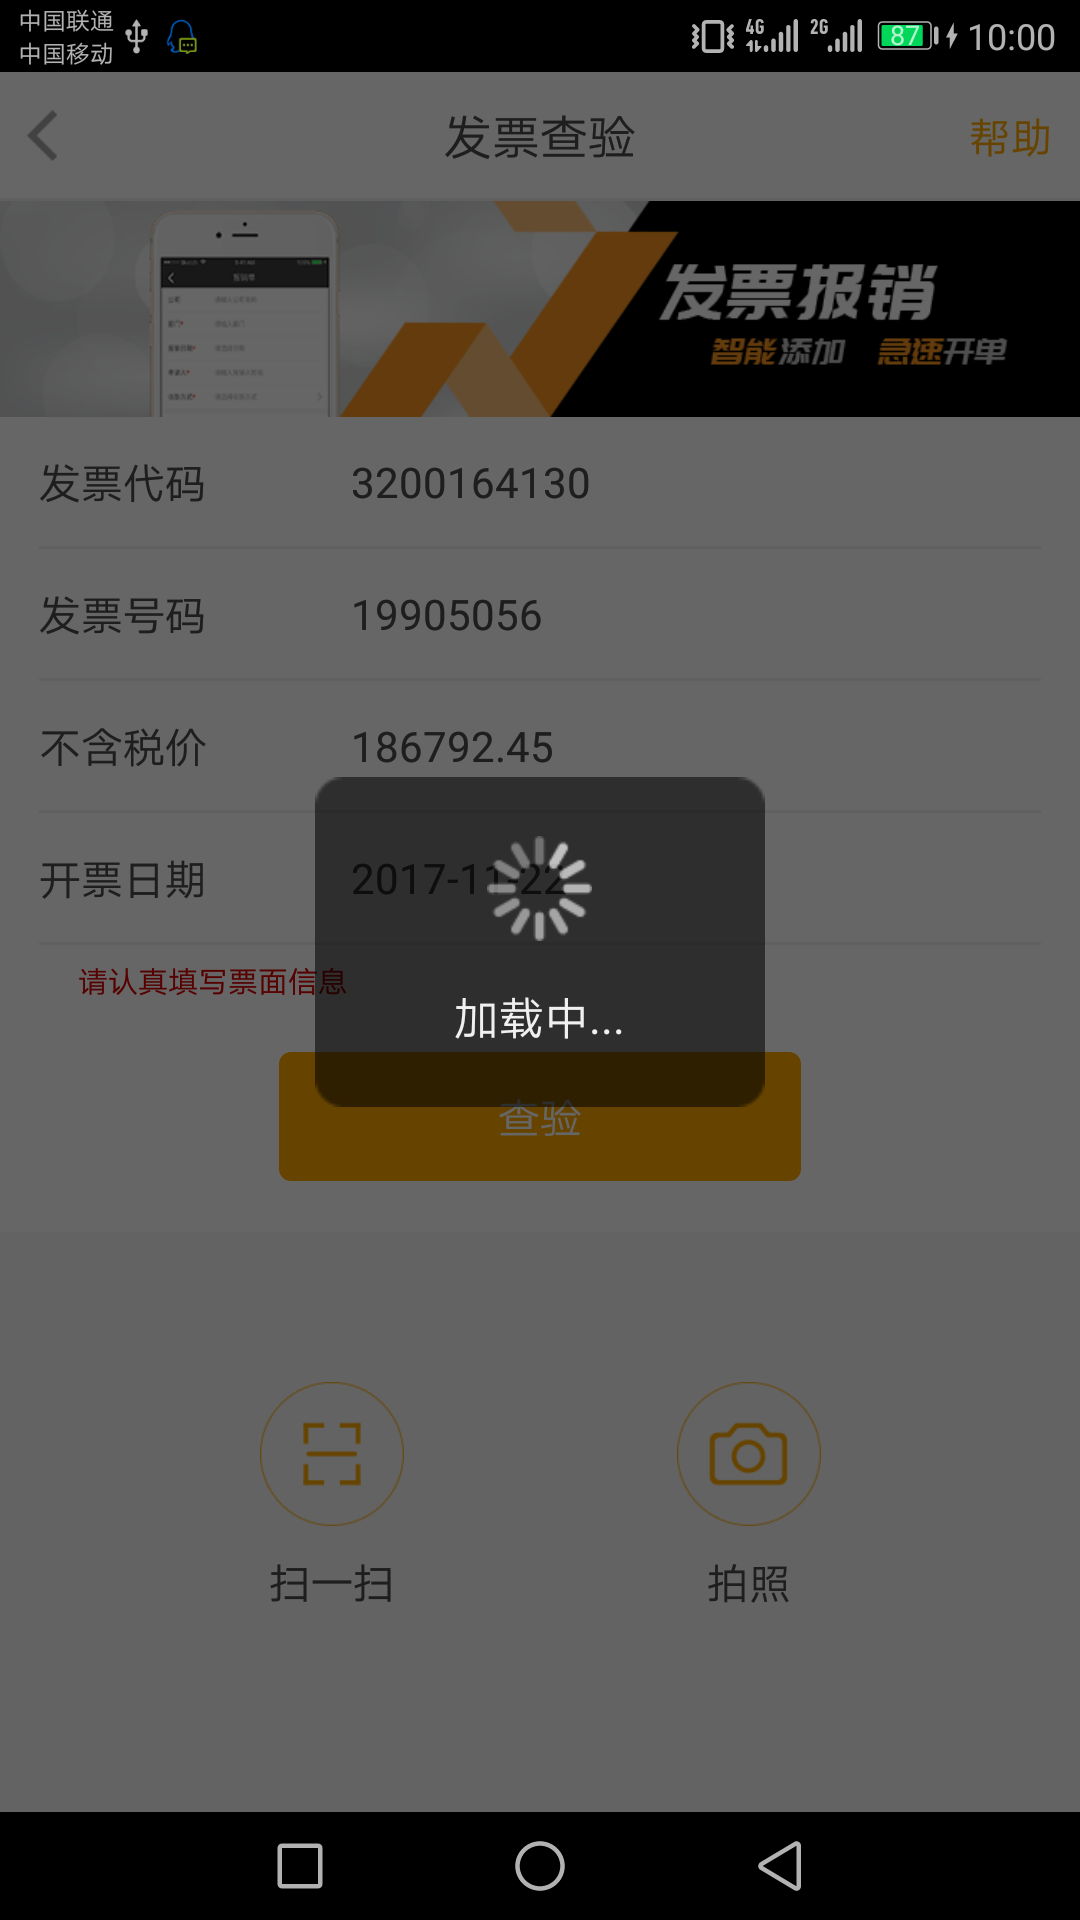 中国联通
中国移动
4G 2G 87 10:00
发票查验
帮助
发票报销
智能添加 急速开单
报销单
发票代码 3200164130
发票号码 19905056
不含税价 186792.45
开票日期 2017-11-22
请认真填写票面信息
加载中...
查验
扫一扫 拍照